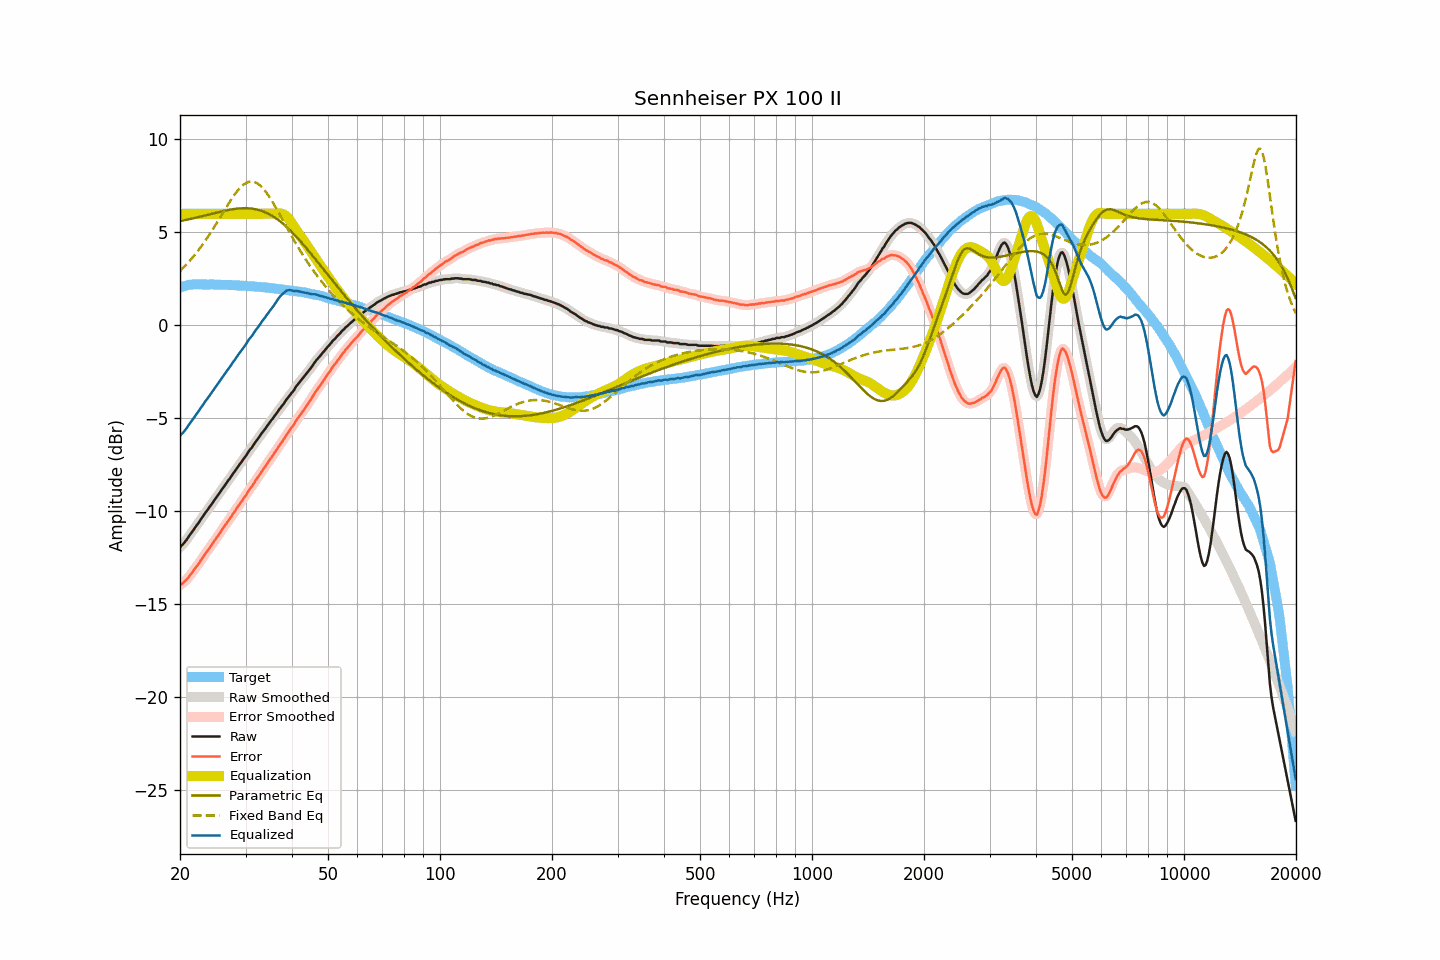 Sennheiser PX 100 II
10
5
0
−5
−10
−15
−20
−25
Amplitude (dBr)
Target
Raw Smoothed
Error Smoothed
Raw
Error
Equalization
Parametric Eq
Fixed Band Eq
Equalized
20 50 100 200 500 1000 2000 5000 10000 20000
Frequency (Hz)